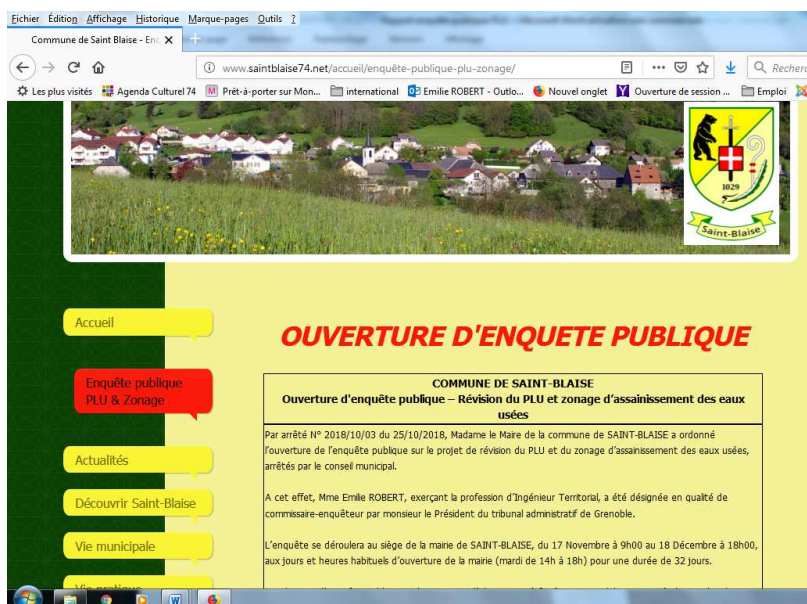 Fichier Édition Affichage Historique Marque-pages Outils ?
Commune de Saint Blaise - Enc
www.saintblaise74.net/accueil/enquête-publique-plu-zonage/
Recherc
Les plus visités Agenda Culturel 74 Prêt-à-porter sur Mon... international Emilie ROBERT - Outlo... Nouvel onglet Ouverture de session ... Emploi
1029
Saint-Blaise
Accueil
OUVERTURE D'ENQUETE PUBLIQUE
Enquête publique
PLU & Zonage
COMMUNE DE SAINT-BLAISE
Ouverture d'enquête publique – Révision du PLU et zonage d'assainissement des eaux
usées
Par arrêté N° 2018/10/03 du 25/10/2018, Madame le Maire de la commune de SAINT-BLAISE a ordonné
l'ouverture de l'enquête publique sur le projet de révision du PLU et du zonage d'assainissement des eaux usées,
arrêtés par le conseil municipal.
A cet effet, Mme Emilie ROBERT, exerçant la profession d'Ingénieur Territorial, a été désignée en qualité de
commissaire-enquêteur par monsieur le Président du tribunal administratif de Grenoble.
L'enquête se déroulera au siège de la mairie de SAINT-BLAISE, du 17 Novembre à 9h00 au 18 Décembre à 18h00,
aux jours et heures habituels d'ouverture de la mairie (mardi de 14h à 18h) pour une durée de 32 jours.
Actualités
Découvrir Saint-Blaise
Vie municipale
Vie pratique